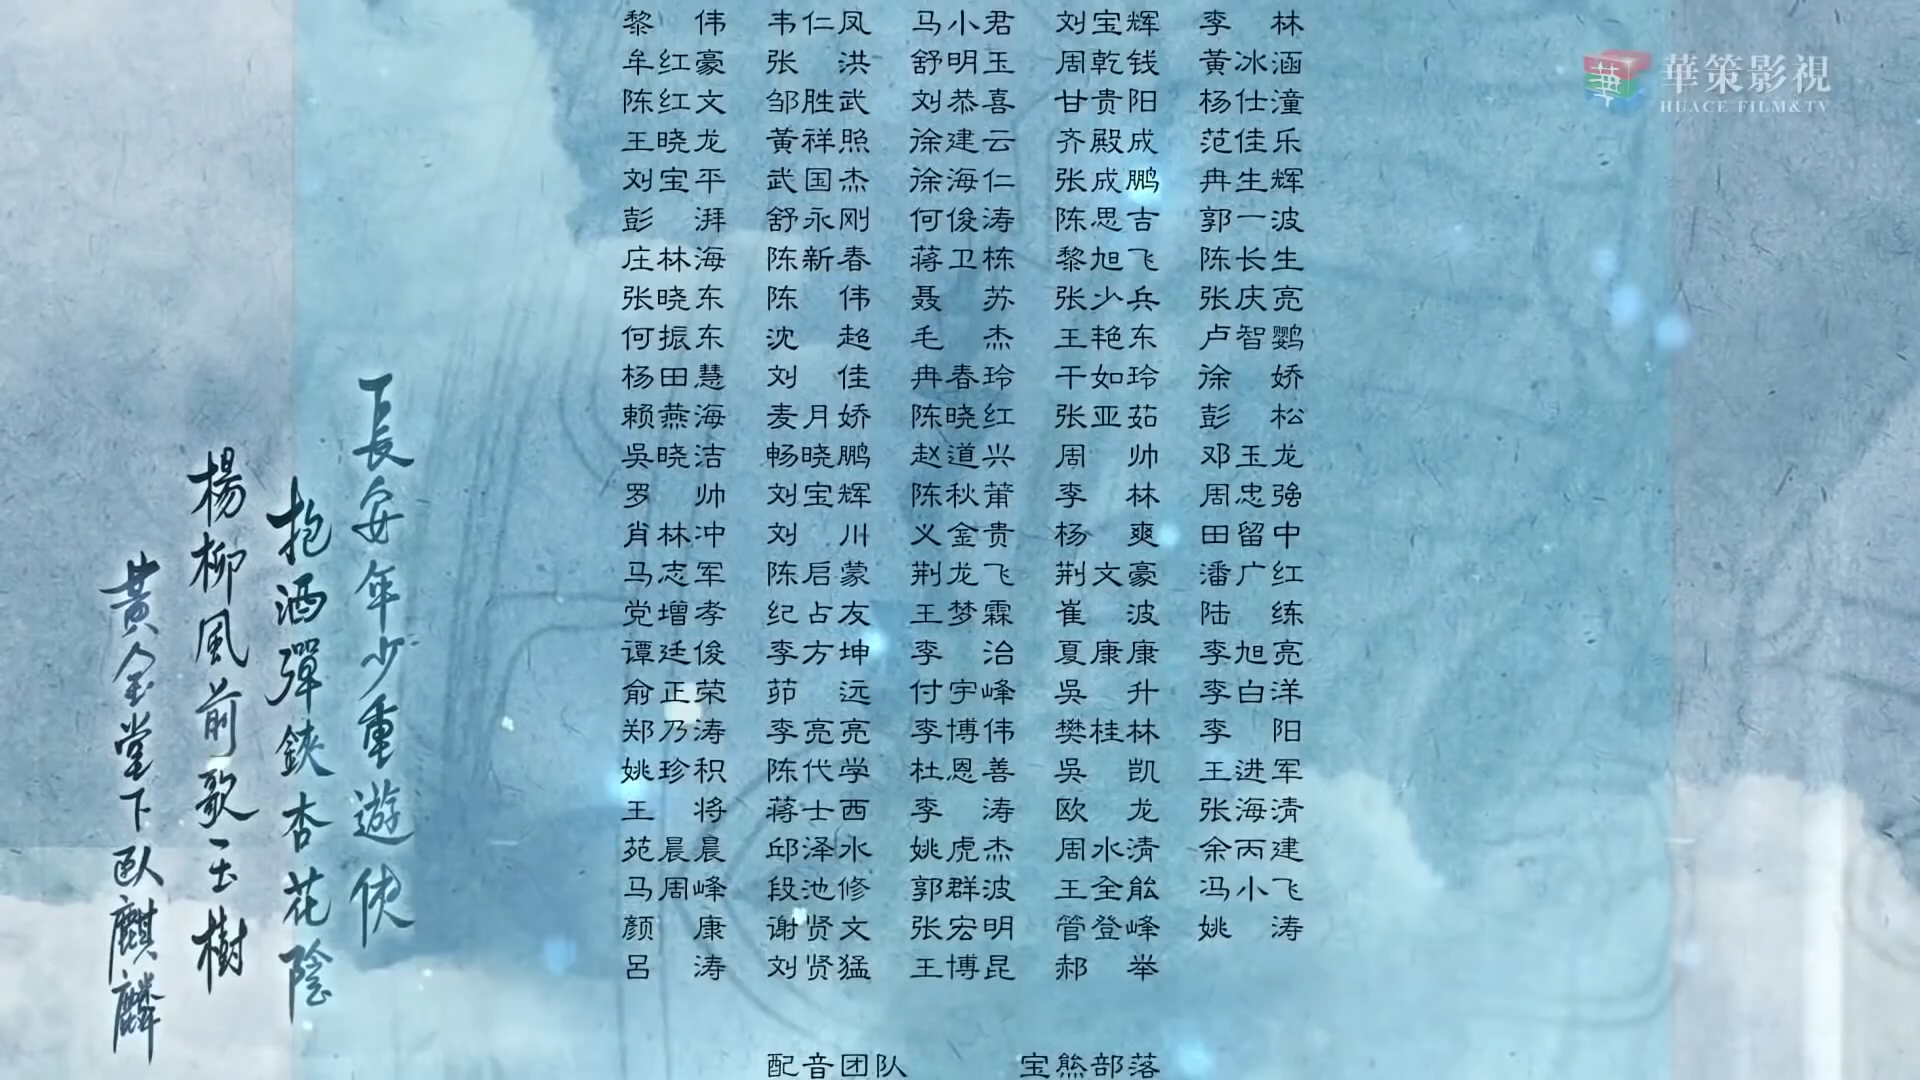 黎伟 韦仁凤 马小君 刘宝辉 李林
牟红豪 张洪 舒明玉 周乾钱 黄冰涵
陈红文 邹胜武 刘恭喜 甘贵阳 杨仕潼
王晓龙 黄祥照 徐建云 齐殿成 范佳乐
刘宝平 武国杰 徐海仁 张成鹏 冉生辉
彭湃 舒永刚 何俊涛 陈思吉 郭一波
庄林海 陈新春 蒋卫栋 黎旭飞 陈长生
张晓东 陈伟 聂苏 张少兵 张庆亮
何振东 沈超 毛杰 王艳东 卢智鹦
杨田慧 刘佳 冉春玲 干如玲 徐娇
赖燕海 麦月娇 陈晓红 张亚茹 彭松
吴晓洁 畅晓鹏 赵道兴 周帅 邓玉龙
罗帅 刘宝辉 陈秋莆 李林 周忠强
肖林冲 刘川 义金贵 杨爽 田留中
马志军 陈启蒙 荆龙飞 荆文豪 潘广红
党增孝 纪占友 王梦霖 崔波 陆练
谭廷俊 李方坤 李治 夏康康 李旭亮
俞正荣 茆远 付宇峰 吴升 李白洋
郑乃涛 李亮亮 李博伟 樊桂林 李阳
姚珍积 陈代学 杜恩善 吴凯 王进军
王将 蒋士西 李涛 欧龙 张海清
苑晨晨 邱泽水 姚虎杰 周水清 余丙建
马周峰 段池修 郭群波 王全能 冯小飞
颜康 谢贤文 张宏明 管登峰 姚涛
吕涛 刘贤猛 王博昆 郝举
配音团队 宝熊部落
長安年少重遊俠
抱酒彈鋏杏花陰
楊柳風前歌玉樹
黃金堂下臥麒麟
華策影視
HUACE FILM&TV